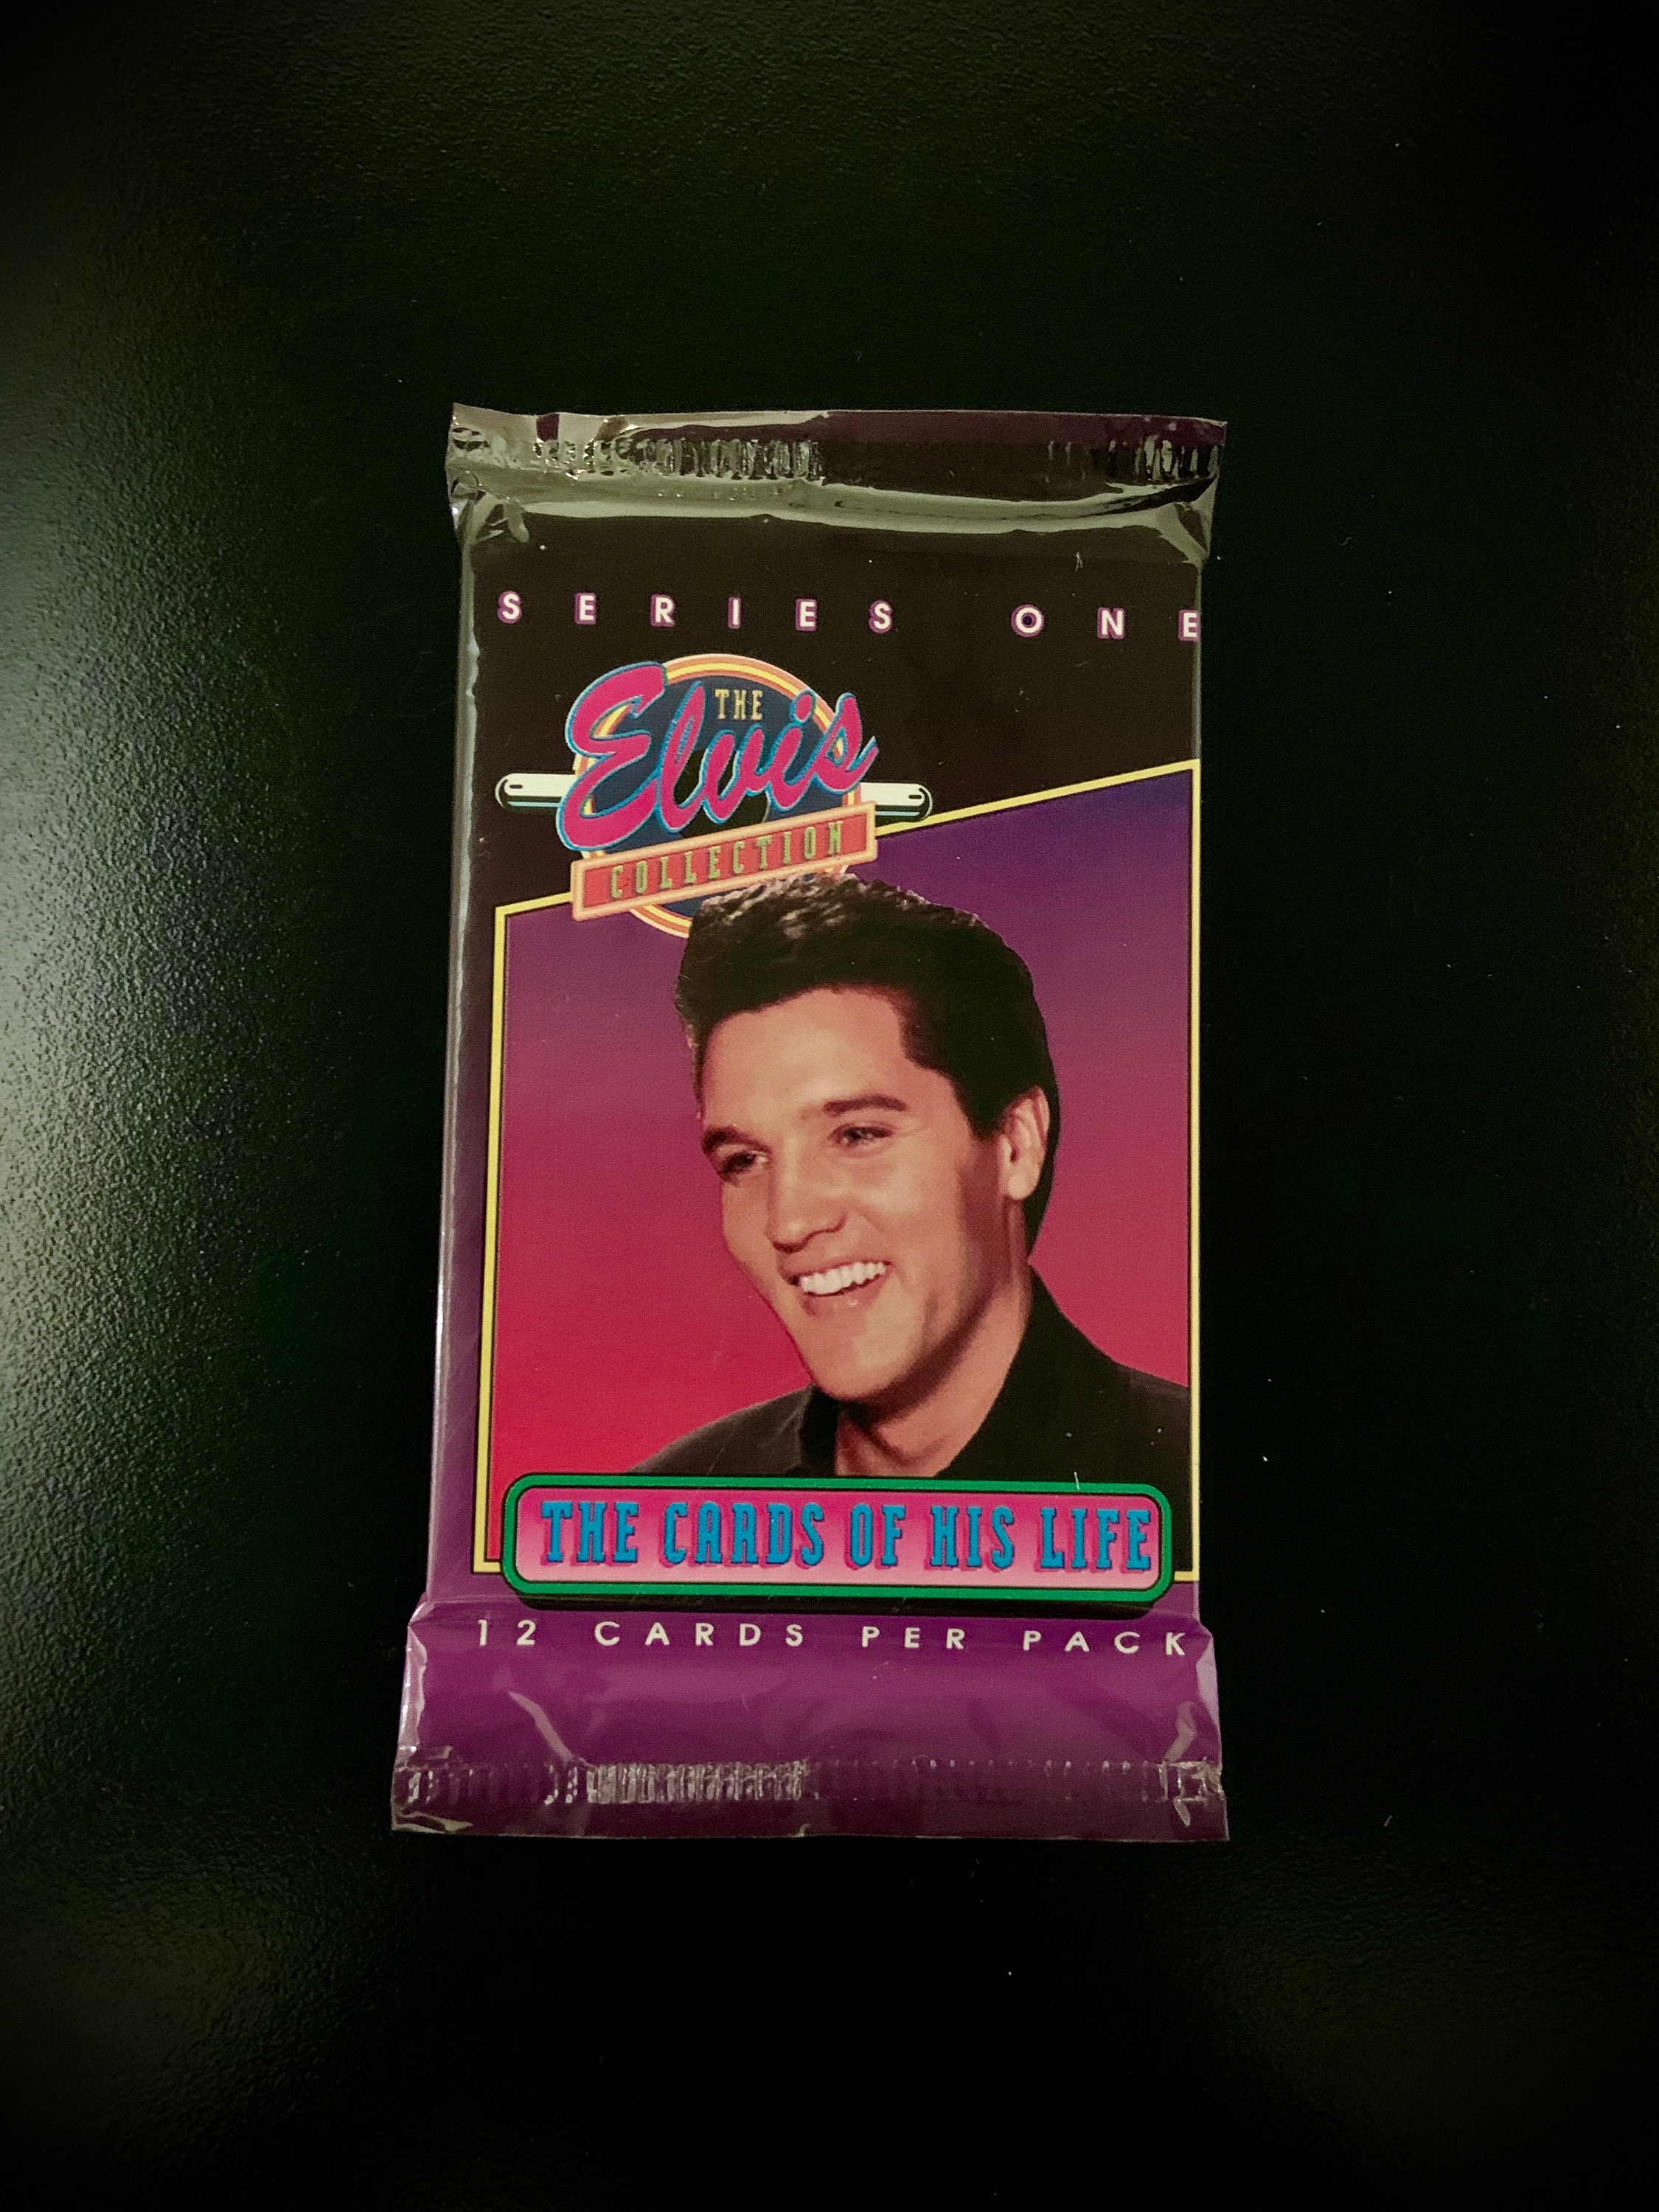 SERIES ONE
THE
Elvis
COLLECTION
THE CARDS OF HIS LIFE
12 CARDS PER PACK